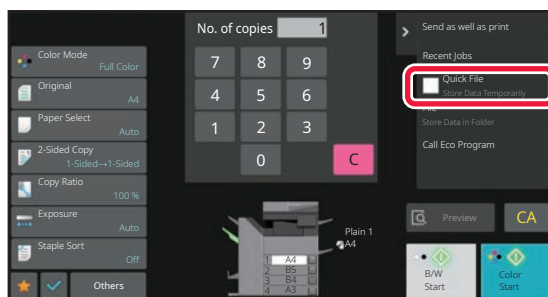 No. of copies 1
Send as well as print
Recent Jobs
Quick File
Store Data Temporarily
File
Store Data in Folder
Call Eco Program
Color Mode
Full Color
Original
A4
Paper Select
Auto
2-Sided Copy
1-Sided→1-Sided
Copy Ratio
100 %
Exposure
Auto
Staple Sort
Off
Others
7 8 9
4 5 6
1 2 3
0 C
Plain 1
A4
1 A4
2 B5
3 B4
4 A3
Preview
CA
B/W
Start
Color
Start